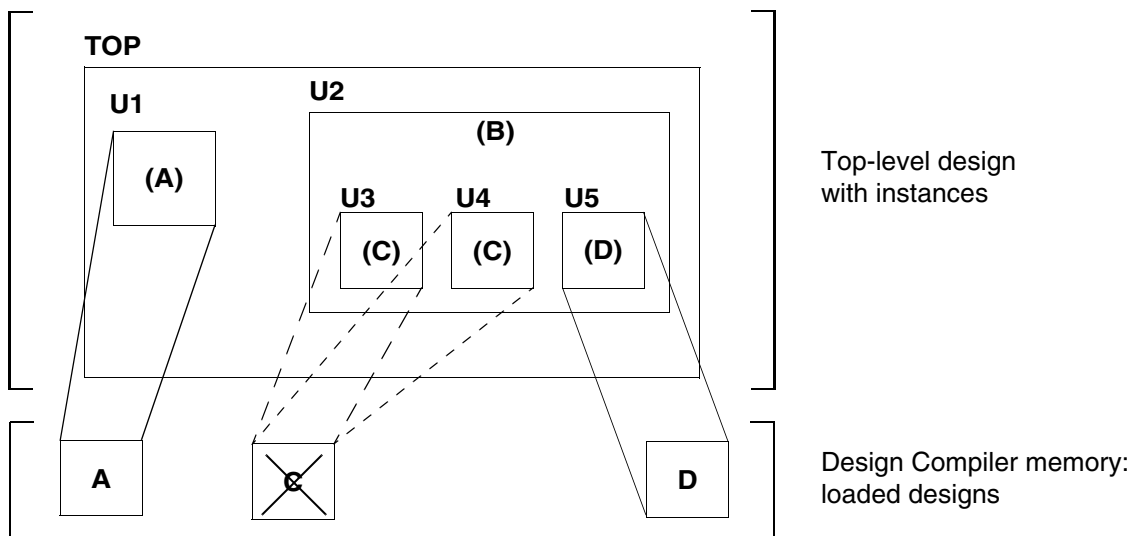 TOP
U1
U2
(B)
(A)
Top-level design
with instances
U3 U4 U5
(C) (C) (D)
A C D
Design Compiler memory:
loaded designs